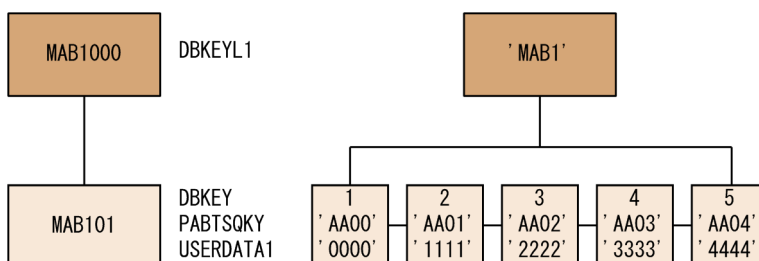 MAB1000 DBKEYL1 'MAB1'
DBKEY 1 2 3 4 5
MAB101 PABTSQKY 'AA00' 'AA01' 'AA02' 'AA03' 'AA04'
USERDATA1 '0000' '1111' '2222' '3333' '4444'